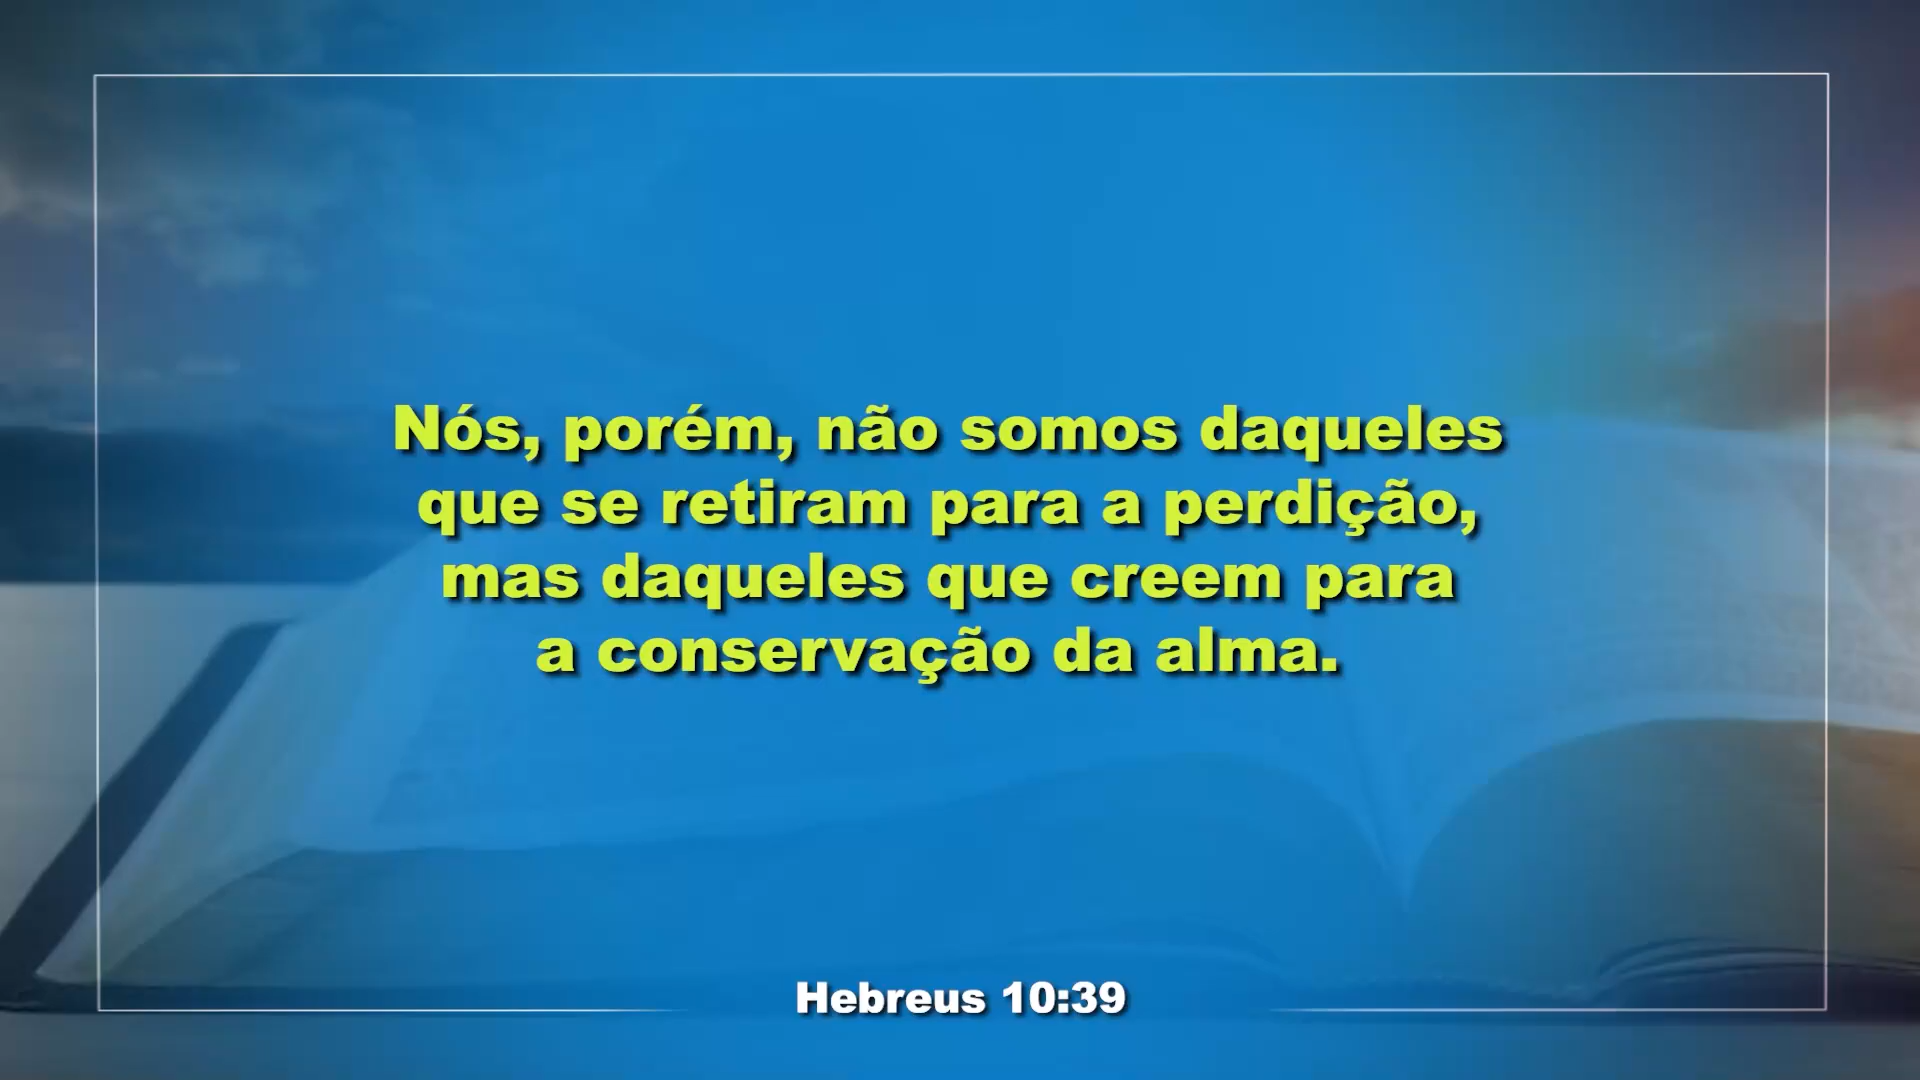 Nós, porém, não somos daqueles
que se retiram para a perdição,
mas daqueles que creem para
a conservação da alma.
Hebreus 10:39